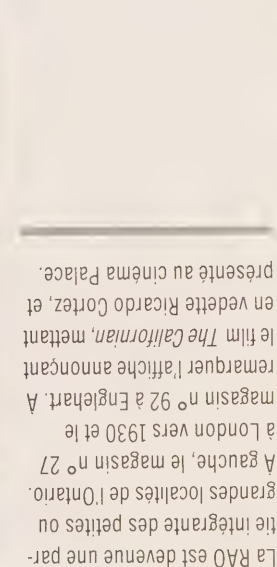 La RAO est devenue une par-
tie intégrante des petites ou
grandes localités de l'Ontario.
À gauche, le magasin n° 27
à London vers 1930 et le
magasin n° 92 à Englehart. À
remarquer l'affiche annonçant
le film The Californian, mettant
en vedette Ricardo Cortez, et
présenté au cinéma Palace.